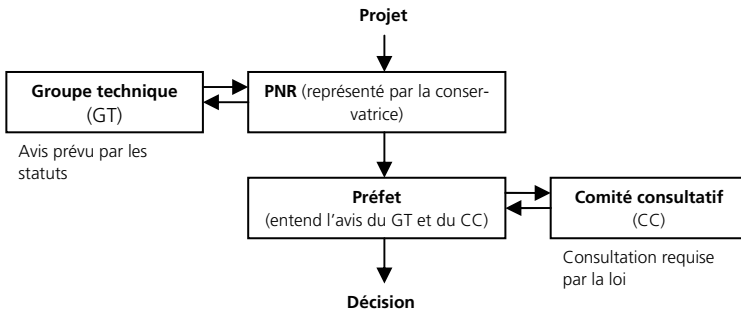 Projet
Groupe technique
(GT)
PNR (représenté par la conser-
vatrice)
Avis prévu par les
statuts
Préfet
(entend l’avis du GT et du CC)
Comité consultatif
(CC)
Consultation requise
par la loi
Décision